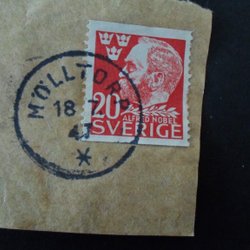 MÖLLTORP
18-7
47
20
ALFRED NOBEL
SVERIGE